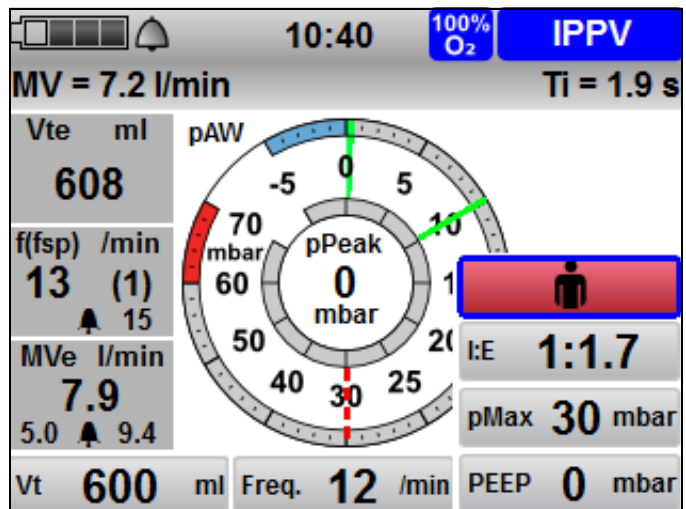 10:40
100%
O₂
IPPV
MV = 7.2 l/min
Ti = 1.9 s
Vte ml
608
f(fsp) /min
13 (1)
15
MVe l/min
7.9
5.0 9.4
pAW
-5 0 5
70 10
mbar
60
50
40 30 25
pPeak
0
mbar
I:E 1:1.7
pMax 30 mbar
Vt 600 ml
Freq. 12 /min
PEEP 0 mbar